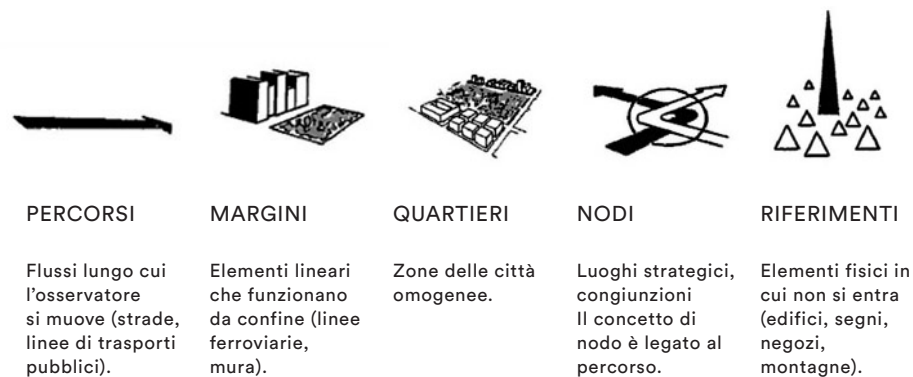 PERCORSI
Flussi lungo cui
l'osservatore
si muove (strade,
linee di trasporti
pubblici).
MARGINI
Elementi lineari
che funzionano
da confine (linee
ferroviarie,
mura).
QUARTIERI
Zone delle città
omogenee.
NODI
Luoghi strategici,
congiunzioni
Il concetto di
nodo è legato al
percorso.
RIFERIMENTI
Elementi fisici in
cui non si entra
(edifici, segni,
negozi,
montagne).